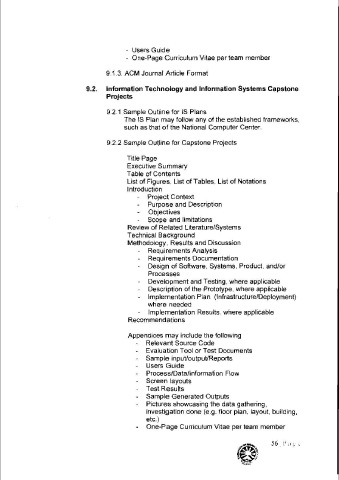 - Users Guide
- One-Page Curriculum Vitae per team member
9.1.3. ACM Journal Article Format
9.2. Information Technology and Information Systems Capstone
Projects
9.2.1 Sample Outline for IS Plans
The IS Plan may follow any of the established frameworks,
such as that of the National Computer Center.
9.2.2 Sample Outline for Capstone Projects
Title Page
Executive Summary
Table of Contents
List of Figures, List of Tables, List of Notations
Introduction
- Project Context
- Purpose and Description
- Objectives
- Scope and limitations
Review of Related Literature/Systems
Technical Background
Methodology, Results and Discussion
- Requirements Analysis
- Requirements Documentation
- Design of Software, Systems, Product, and/or
Processes
- Development and Testing, where applicable
- Description of the Prototype, where applicable
- Implementation Plan (Infrastructure/Deployment)
where needed
- Implementation Results, where applicable
Recommendations
Appendices may include the following
- Relevant Source Code
- Evaluation Tool or Test Documents
- Sample input/output/Reports
- Users Guide
- Process/Data/Information Flow
- Screen layouts
- Test Results
- Sample Generated Outputs
- Pictures showcasing the data gathering,
investigation done (e.g. floor plan, layout, building,
etc.)
- One-Page Curriculum Vitae per team member
56